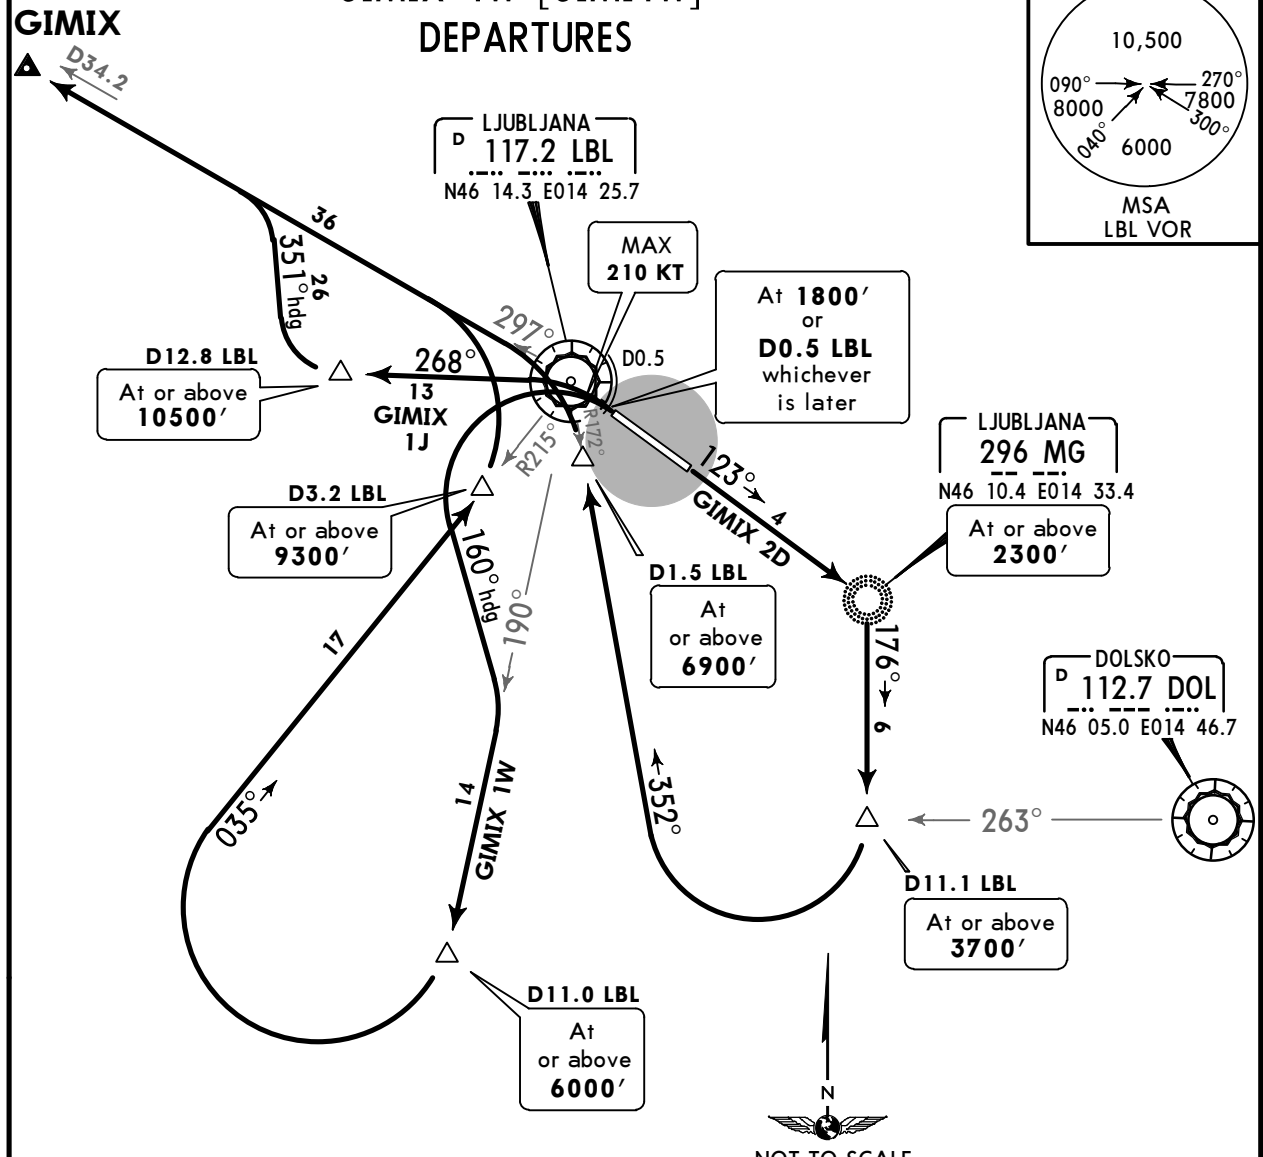 GIMIX
DEPARTURES
D34.2
10,500
090°
8000
270°
7800
300°
040°
6000
MSA
LBL VOR
LJUBLJANA
D 117.2 LBL
N46 14.3 E014 25.7
MAX
210 KT
At 1800′
or
D0.5 LBL
whichever
is later
36
351° hdg
26
297°
D0.5
D12.8 LBL
At or above
10500′
268°
13
GIMIX
1J
R215°
R172°
LJUBLJANA
296 MG
N46 10.4 E014 33.4
At or above
2300′
123°
4
GIMIX 2D
D3.2 LBL
At or above
9300′
160° hdg
190°
D1.5 LBL
At
or above
6900′
17
176°
6
DOLSKO
D 112.7 DOL
N46 05.0 E014 46.7
035°
14
GIMIX 1W
352°
263°
D11.1 LBL
At or above
3700′
D11.0 LBL
At
or above
6000′
N
NOT TO SCALE